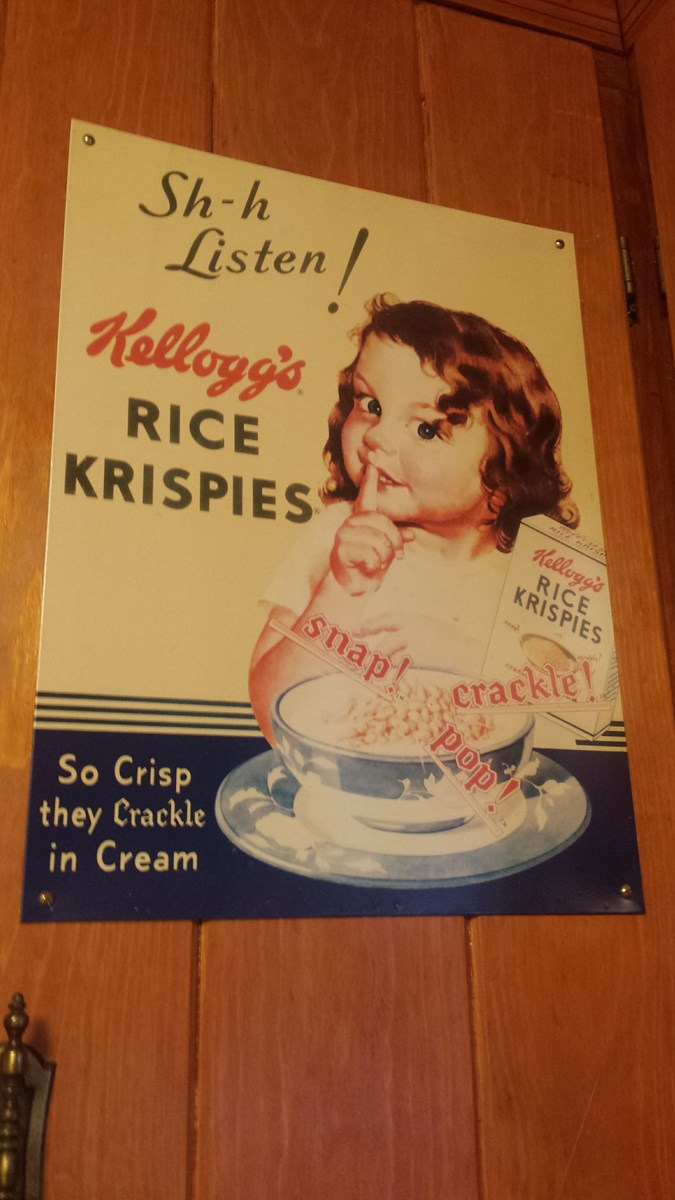 Sh-h
Listen!
Kellogg's®
RICE
KRISPIES®
Kellogg's
RICE
KRISPIES
snap!
crackle!
pop!
So Crisp
they Crackle
in Cream